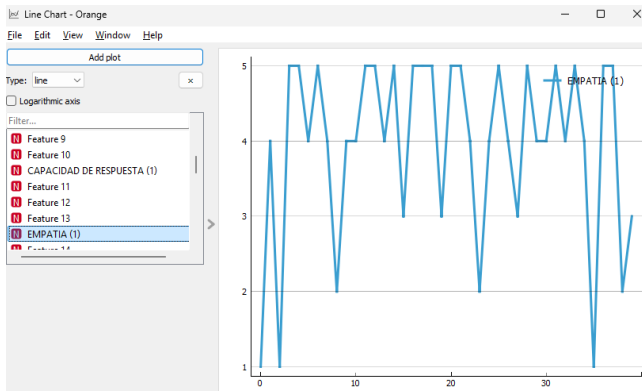 Line Chart - Orange
File Edit View Window Help
Add plot
Type: line
Logarithmic axis
Filter...
N Feature 9
N Feature 10
N CAPACIDAD DE RESPUESTA (1)
N Feature 11
N Feature 12
N Feature 13
N EMPATIA (1)
N Feature 14
EMPATIA (1)
5
4
3
2
1
0 10 20 30